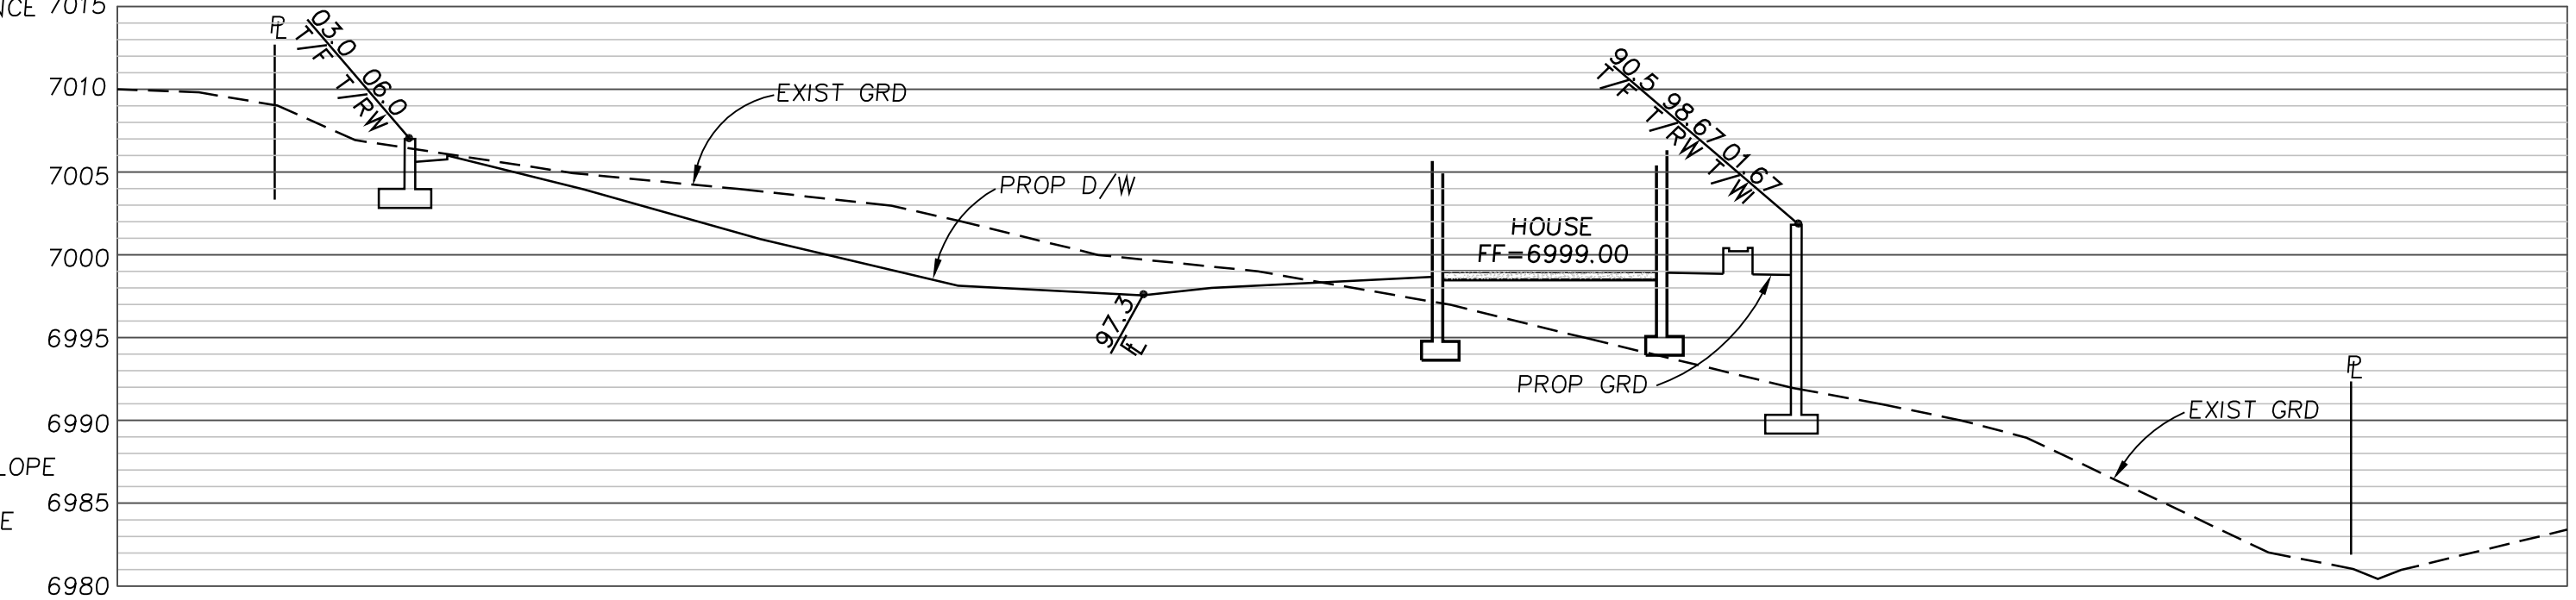 NCE
7015
7010
7005
7000
6995
6990
6985
6980
LOPE
E
PL
03.0 06.0
T/F T/RW
EXIST GRD
PROP D/W
97.3
FL
HOUSE
FF=6999.00
90.5 98.67 01.67
T/F T/RW T/Wl
PROP GRD
EXIST GRD
PL